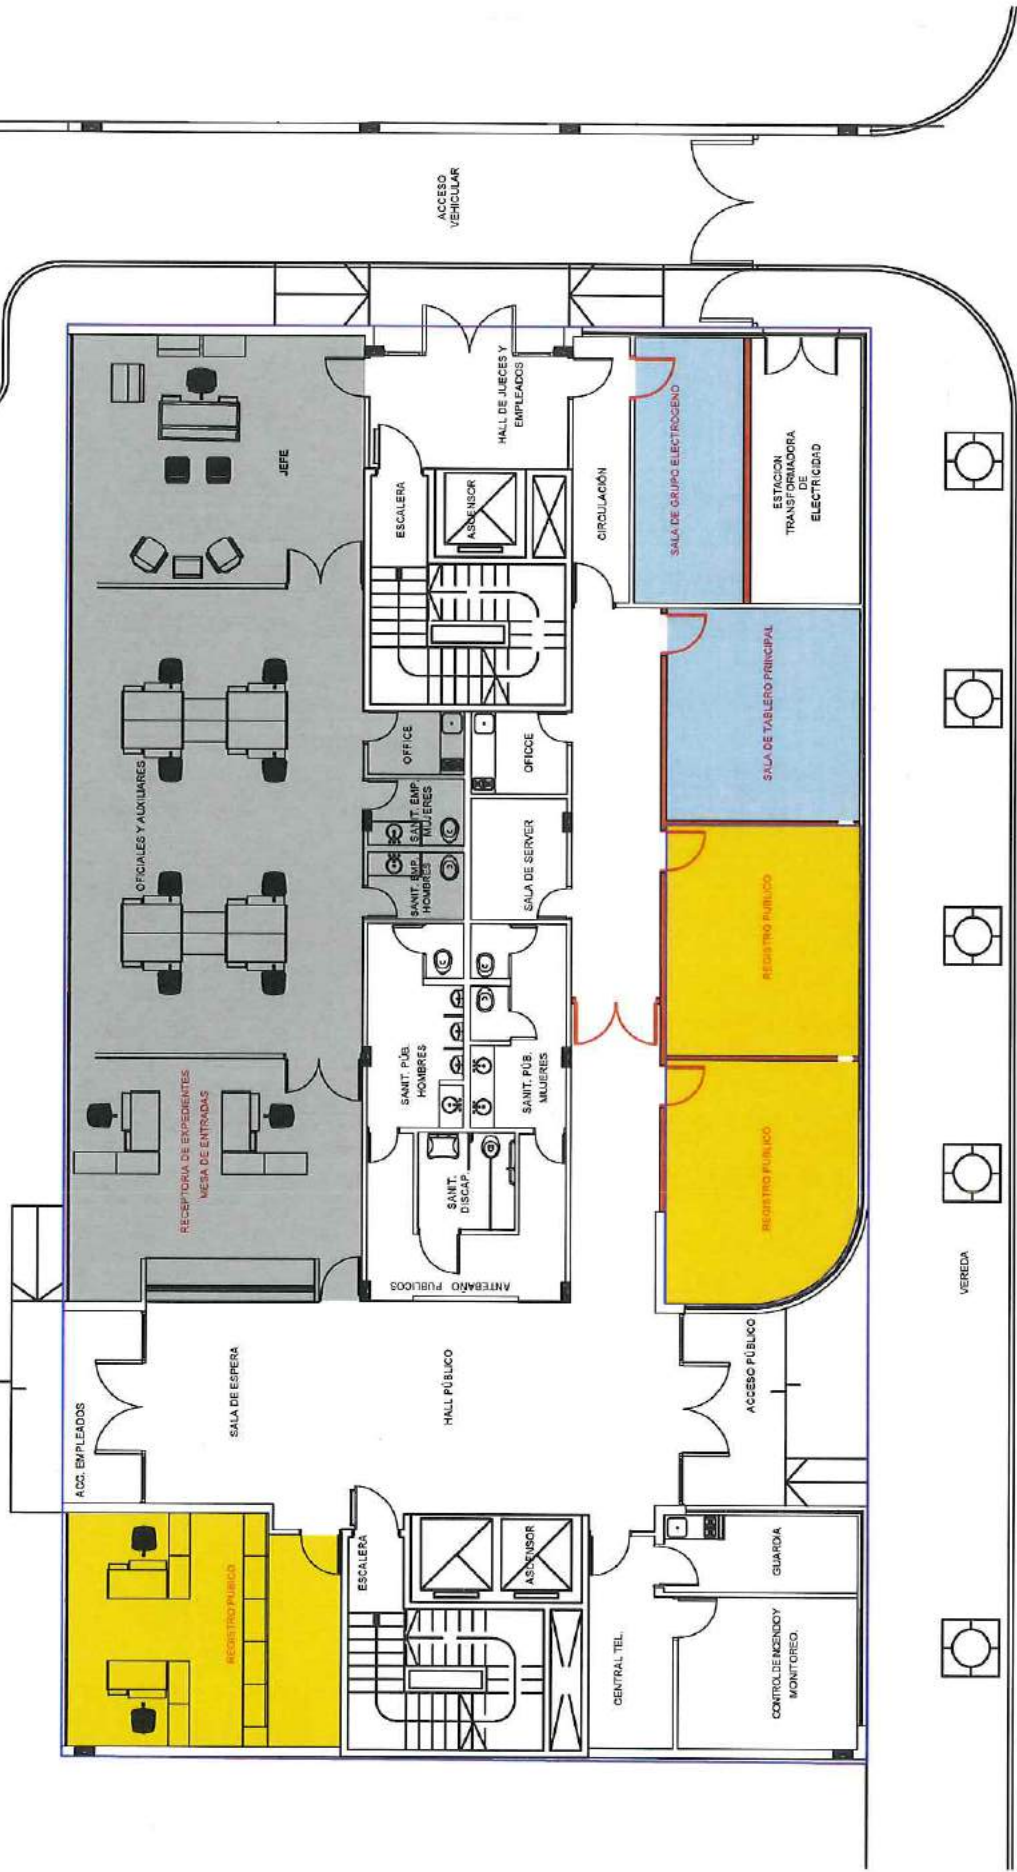 ACC. EMPLEADOS
RECEPTORIA DE EXPEDIENTES
MESA DE ENTRADAS
OFICIALES Y AUXILIARES
JEFE
REGISTRO PUBICO
SALA DE ESPERA
ESCALERA
HALL PÚBLICO
ANTEBAÑO PUBLICOS
SANIT. PÚB.
HOMBRES
SANIT. EMP.
HOMBRES
SANIT. EMP.
MUJERES
OFFICE
ESCALERA
ACCESO
VEHICULAR
ASCENSOR
SANIT.
DISCAP.
SANIT. PÚB.
MUJERES
SALA DE SERVER
OFICCE
ASCENSOR
HALL DE JUECES Y
EMPLEADOS
CENTRAL TEL.
CIRCULACIÓN
SALA DE GRUPO ELECTROGENO
CONTROL DE INCENDO Y
MONITOREO.
GUARDIA
ACCESO PÚBLICO
REGISTRO PUBLICO
REGISTRO PUBLICO
SALA DE TABLERO PRINCIPAL
ESTACION
TRANSFORMADORA
DE
ELECTRICIDAD
VEREDA